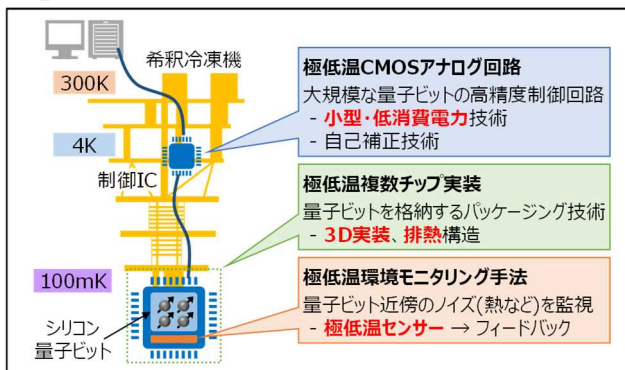 希釈冷凍機
300K
4K
制御IC
100mK
シリコン
量子ビット
極低温CMOSアナログ回路
大規模な量子ビットの高精度制御回路
- 小型・低消費電力技術
- 自己補正技術
極低温複数チップ実装
量子ビットを格納するパッケージング技術
- 3D実装、排熱構造
極低温環境モニタリング手法
量子ビット近傍のノイズ(熱など)を監視
- 極低温センサー → フィードバック